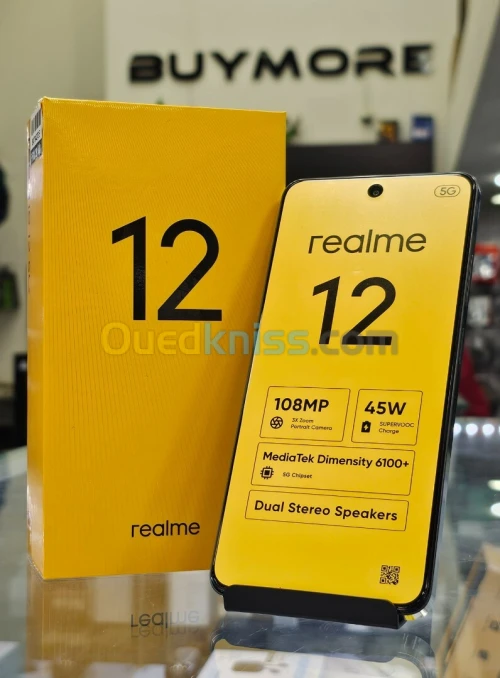 BUYMORE
12
realme
5G
realme
12
108MP
3X Zoom
Portrait Camera
45W
SUPERVOOC
Charge
MediaTek Dimensity 6100+
5G Chipset
Dual Stereo Speakers
Ouedkniss.com